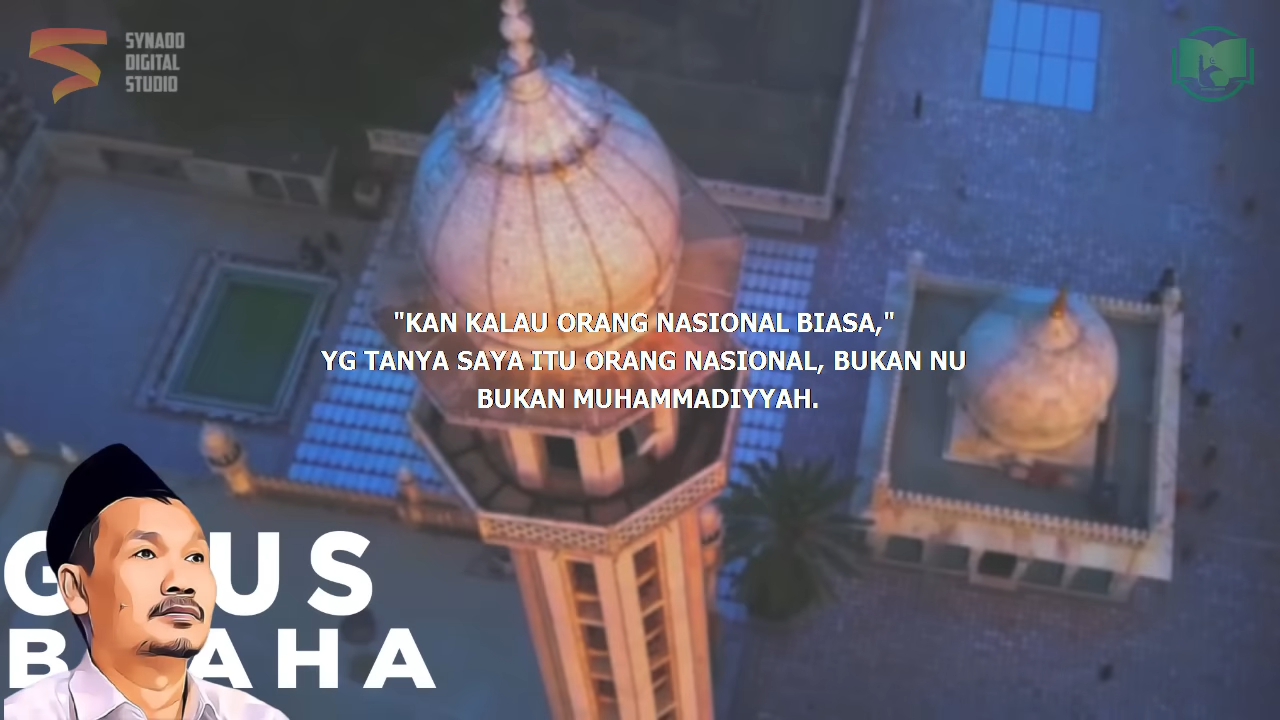 SYNADO
DIGITAL
STUDIO
"KAN KALAU ORANG NASIONAL BIASA,"
YG TANYA SAYA ITU ORANG NASIONAL, BUKAN NU
BUKAN MUHAMMADIYYAH.
GUS
BAHA